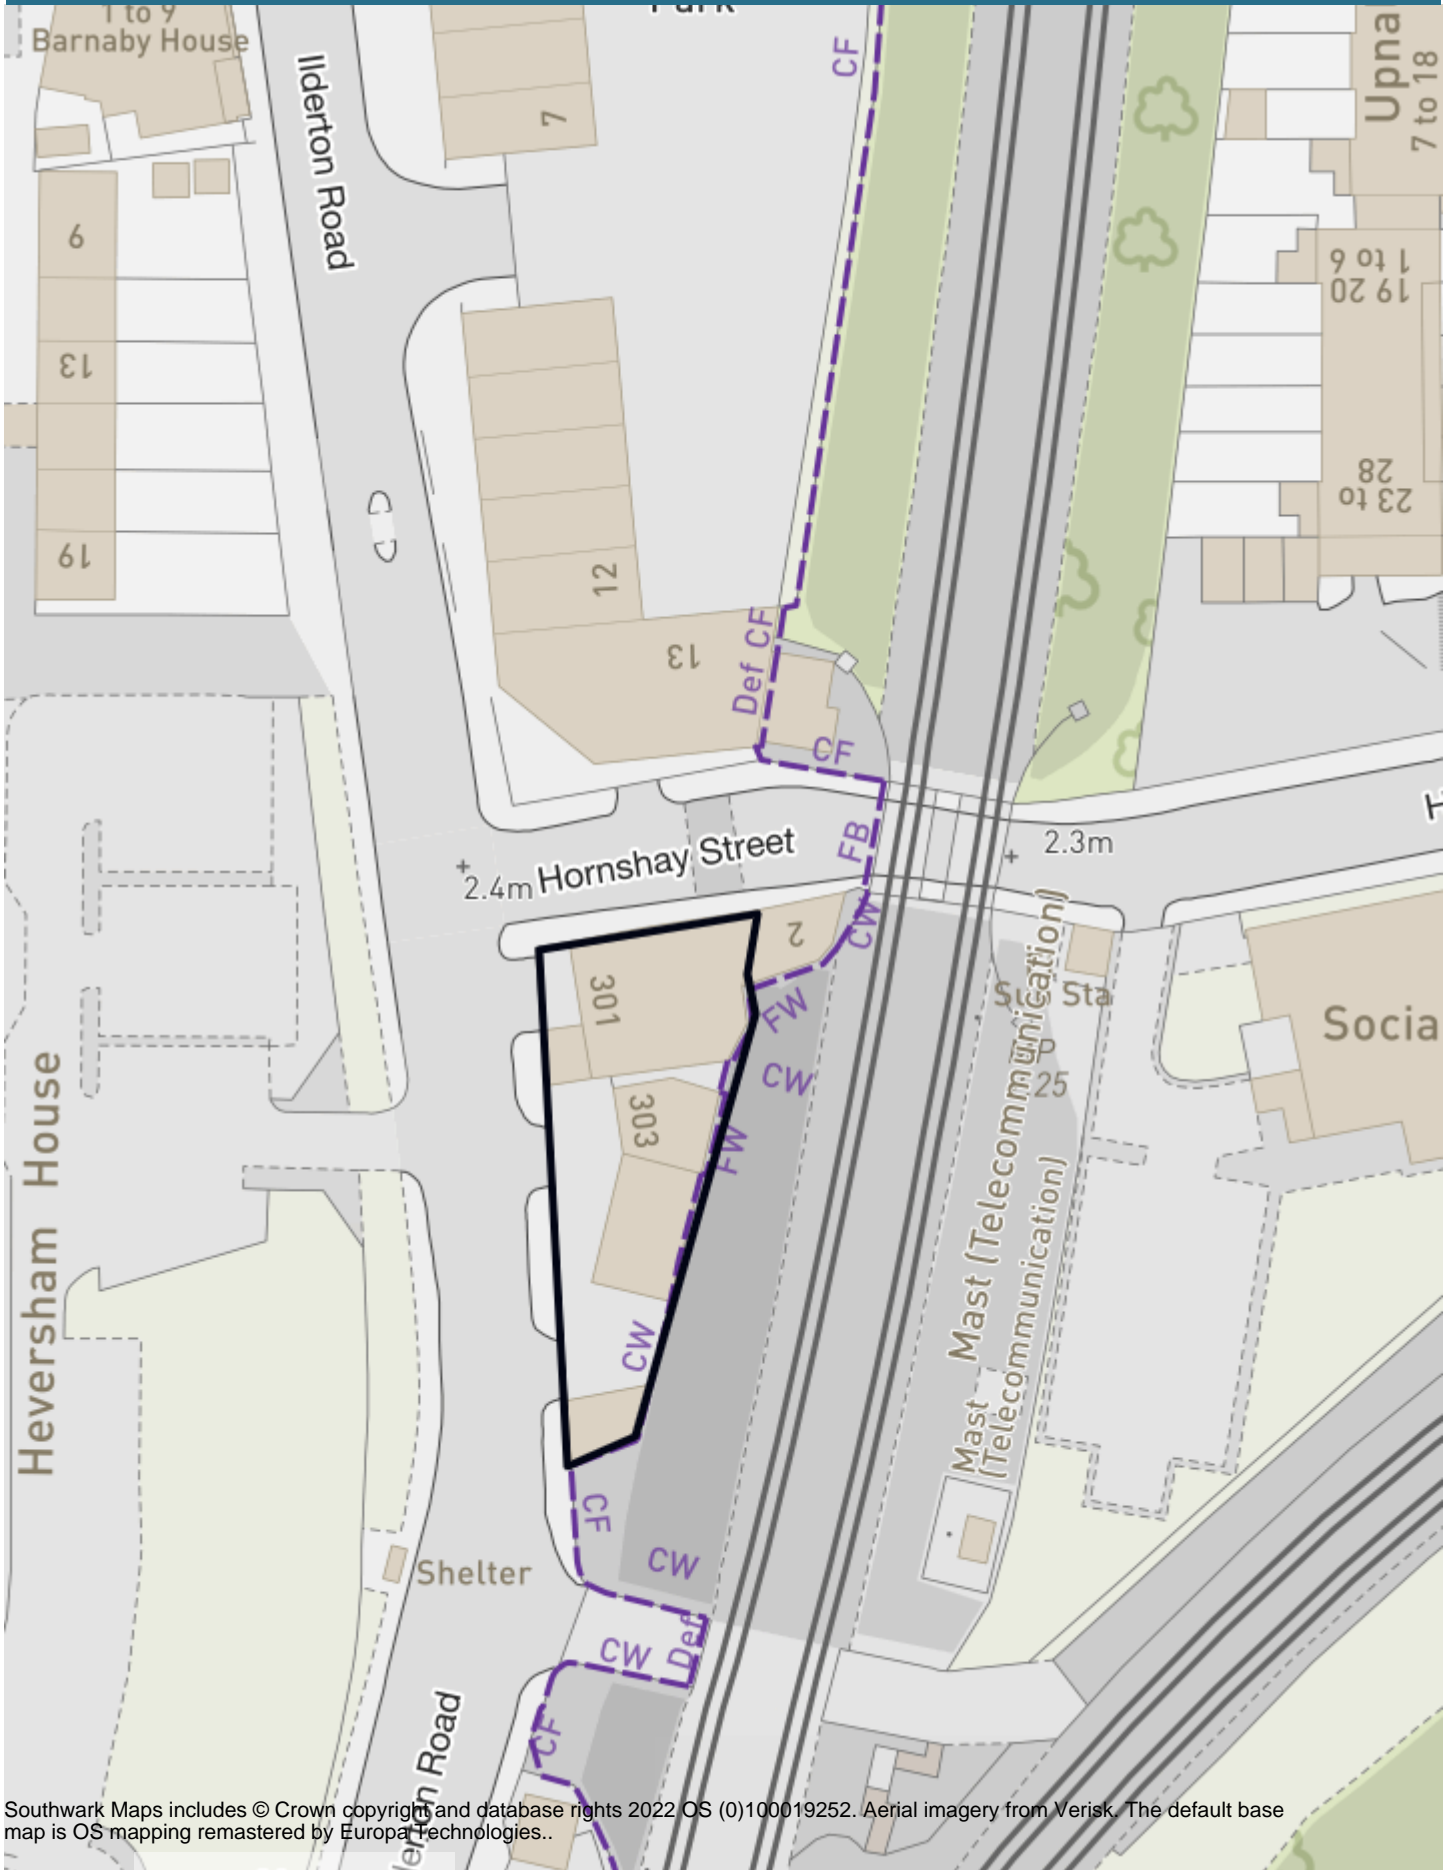 Park
1 to 9
Barnaby House
Ilderton Road
CF
7
Upna
7 to 18
9
13
19
1 to 6
19 20
28
23 to
12
13
Def CF
CF
FB
CW
Hornshay Street
2.4m
2.3m
H
2
301
303
FW
CW
FW
CW
Sub Sta
25
Socia
Mast (Telecommunication)
Mast
(Telecommunication)
Heversham House
CF
CW
Shelter
CW
Def
CF
Ilderton Road
Southwark Maps includes © Crown copyright and database rights 2022 OS (0)100019252. Aerial imagery from Verisk. The default base
map is OS mapping remastered by Europa Technologies..